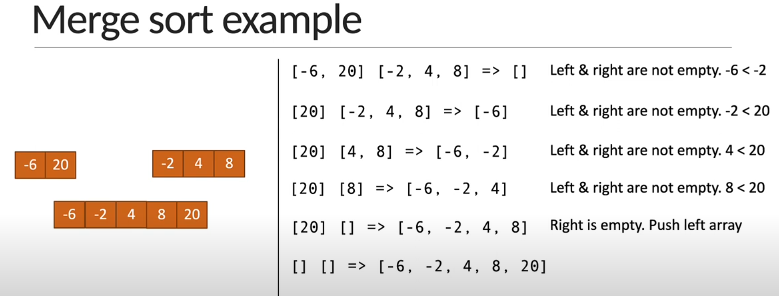 Merge sort example
-6 20
-2 4 8
-6 -2 4 8 20
[-6, 20] [-2, 4, 8] => [] Left & right are not empty. -6 < -2
[20] [-2, 4, 8] => [-6] Left & right are not empty. -2 < 20
[20] [4, 8] => [-6, -2] Left & right are not empty. 4 < 20
[20] [8] => [-6, -2, 4] Left & right are not empty. 8 < 20
[20] [] => [-6, -2, 4, 8] Right is empty. Push left array
[] [] => [-6, -2, 4, 8, 20]